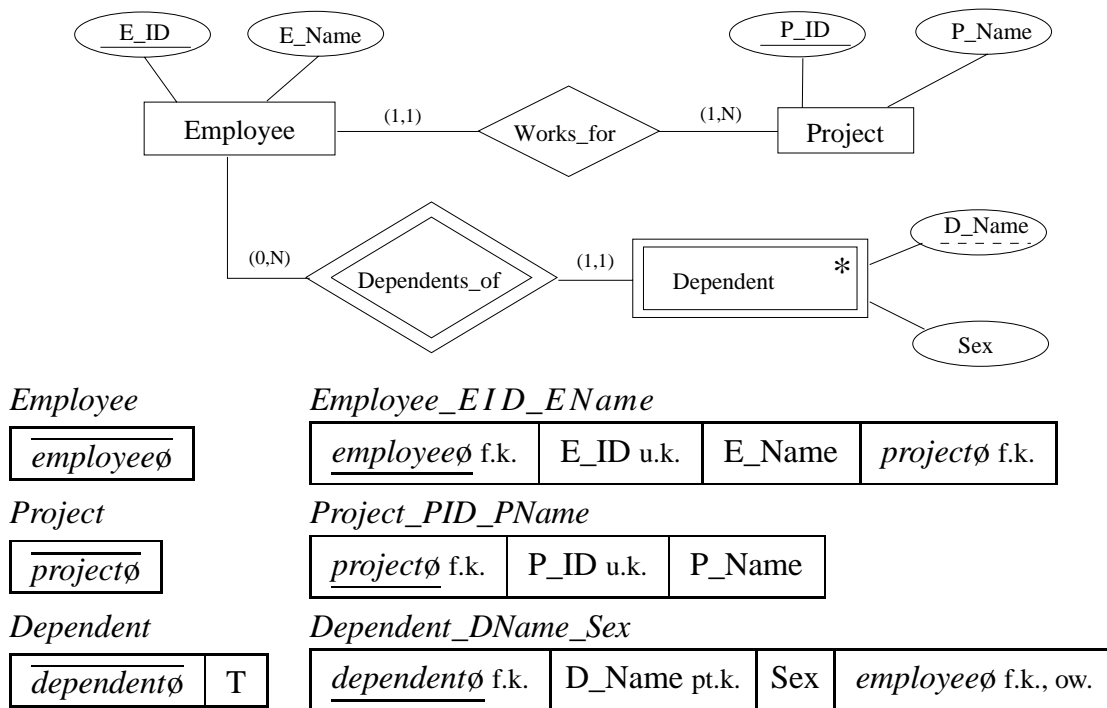 E_ID E_Name P_ID P_Name
Employee (1,1) Works_for (1,N) Project
D_Name
(0,N) Dependents_of (1,1) Dependent *
Sex
Employee Employee_EID_EName
employeeø employeeø f.k. E_ID u.k. E_Name projectø f.k.
Project Project_PID_PName
projectø projectø f.k. P_ID u.k. P_Name
Dependent Dependent_DName_Sex
dependentø T dependentø f.k. D_Name pt.k. Sex employeeø f.k., ow.